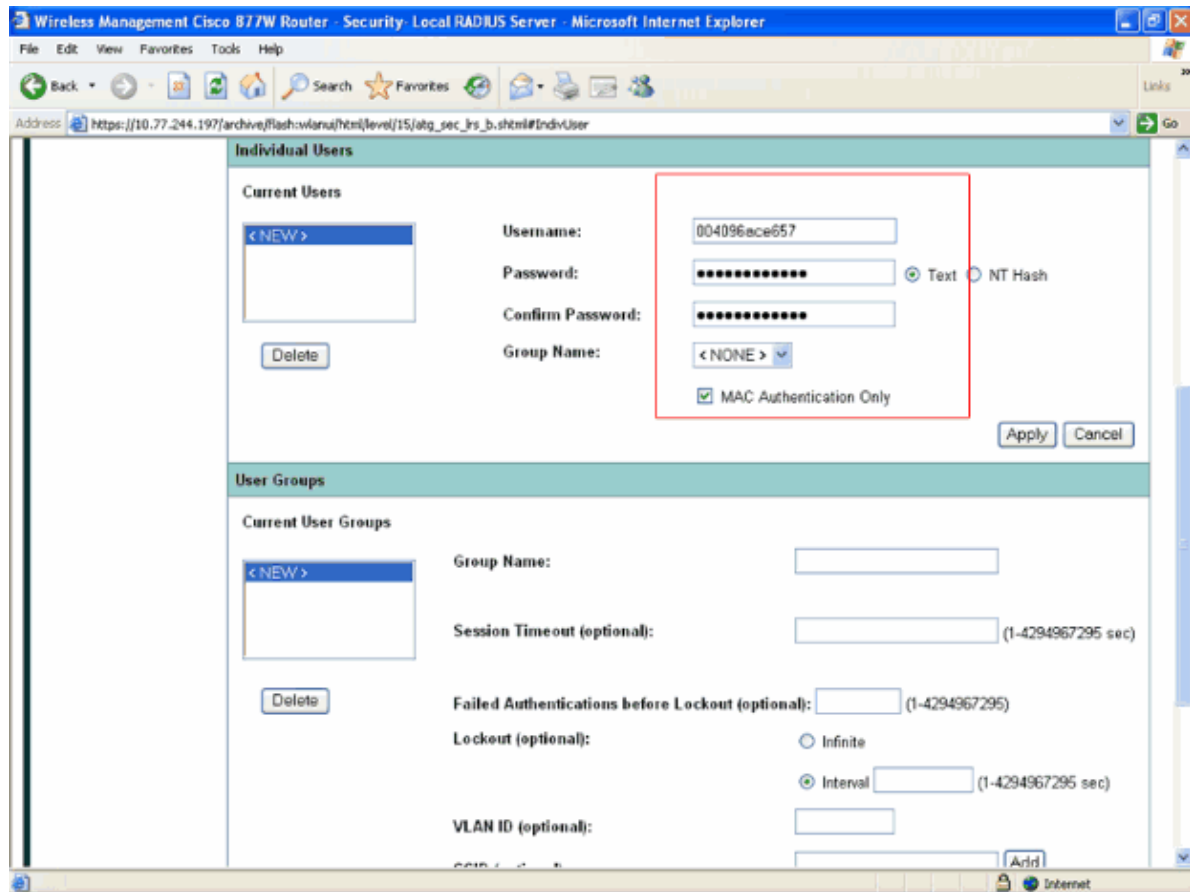 Wireless Management Cisco 877W Router - Security- Local RADIUS Server - Microsoft Internet Explorer
File Edit View Favorites Tools Help
Back Search Favorites Links
Address https://10.77.244.197/archive/flash:wlanui/html/level/15/atg_sec_lrs_b.shtml#IndivUser Go
Individual Users
Current Users
<NEW>
Username: 004096ace657
Password: •••••••••••• Text NT Hash
Confirm Password: ••••••••••••
Delete
Group Name: <NONE>
MAC Authentication Only
Apply Cancel
User Groups
Current User Groups
<NEW>
Group Name:
Session Timeout (optional): (1-4294967295 sec)
Delete
Failed Authentications before Lockout (optional): (1-4294967295)
Lockout (optional): Infinite
Interval (1-4294967295 sec)
VLAN ID (optional):
Add
Internet